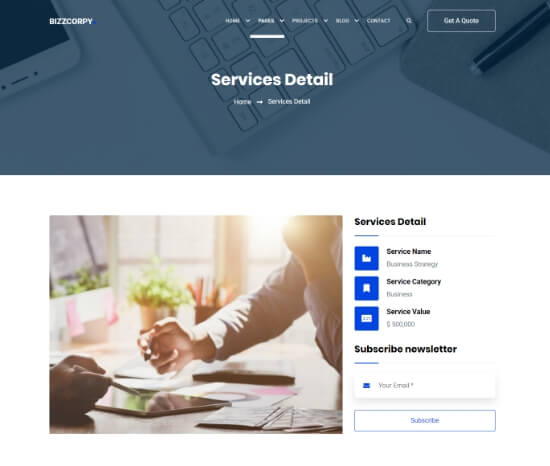 BIZZCORPY
HOME PAGES PROJECTS BLOG CONTACT
Get A Quote
Services Detail
Home → Services Detail
Services Detail
Service Name
Business Strategy
Service Category
Business
Service Value
$ 500,000
Subscribe newsletter
Your Email *
Subscribe